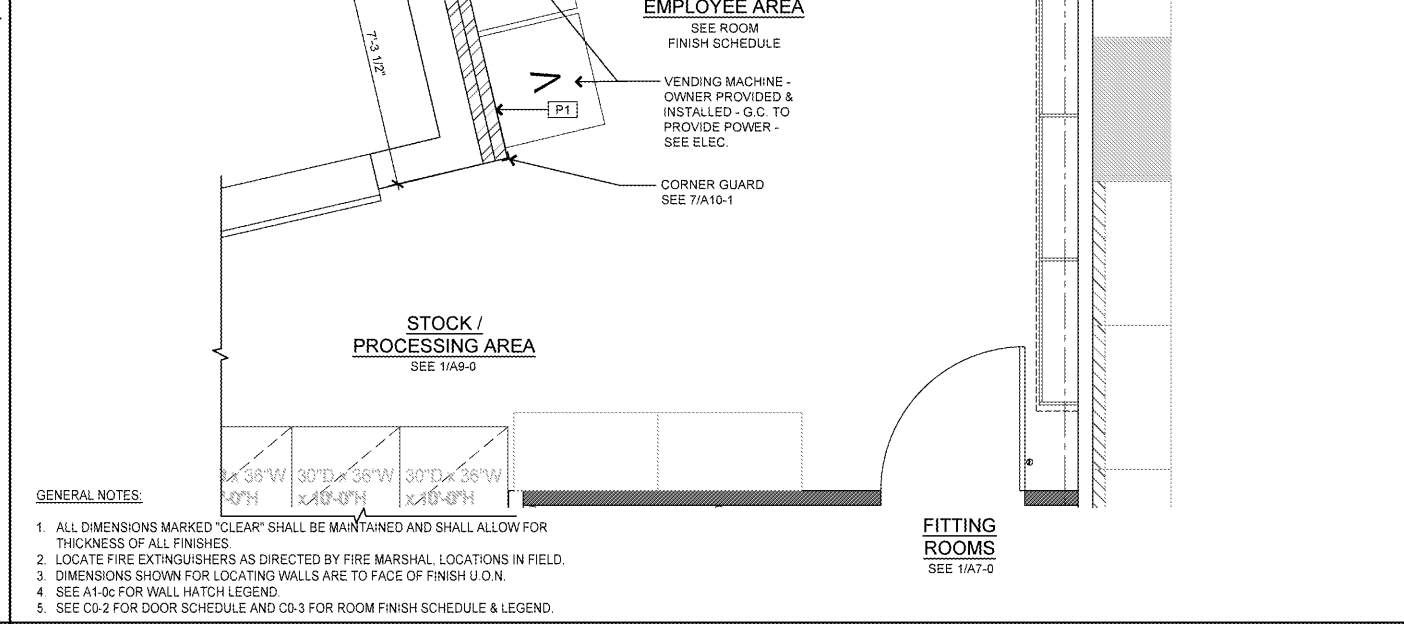 EMPLOYEE AREA
SEE ROOM
FINISH SCHEDULE
7'-3 1/2"
VENDING MACHINE -
OWNER PROVIDED &
INSTALLED - G.C. TO
PROVIDE POWER -
SEE ELEC.
P1
CORNER GUARD
SEE 7/A10-1
STOCK /
PROCESSING AREA
SEE 1/A9-0
x 36"W
30"D x 36"W
30"D x 36"W
'-0"H
x 10'-0"H
x 10'-0"H
FITTING
ROOMS
SEE 1/A7-0
GENERAL NOTES:
1. ALL DIMENSIONS MARKED "CLEAR" SHALL BE MAINTAINED AND SHALL ALLOW FOR
THICKNESS OF ALL FINISHES.
2. LOCATE FIRE EXTINGUISHERS AS DIRECTED BY FIRE MARSHAL, LOCATIONS IN FIELD.
3. DIMENSIONS SHOWN FOR LOCATING WALLS ARE TO FACE OF FINISH U.O.N.
4. SEE A1-0c FOR WALL HATCH LEGEND.
5. SEE C0-2 FOR DOOR SCHEDULE AND C0-3 FOR ROOM FINISH SCHEDULE & LEGEND.